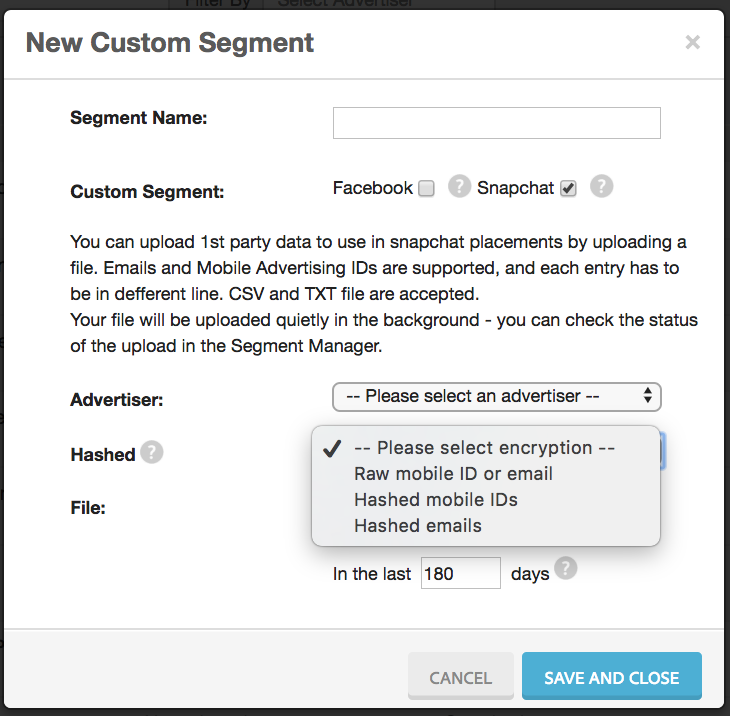 Filter By Select Advertiser
New Custom Segment ×
Segment Name:
Custom Segment: Facebook ? Snapchat ?
You can upload 1st party data to use in snapchat placements by uploading a
file. Emails and Mobile Advertising IDs are supported, and each entry has to
be in defferent line. CSV and TXT file are accepted.
Your file will be uploaded quietly in the background - you can check the status
of the upload in the Segment Manager.
Advertiser: -- Please select an advertiser --
Hashed ? -- Please select encryption --
Raw mobile ID or email
Hashed mobile IDs
File:
Hashed emails
In the last 180 days ?
CANCEL SAVE AND CLOSE